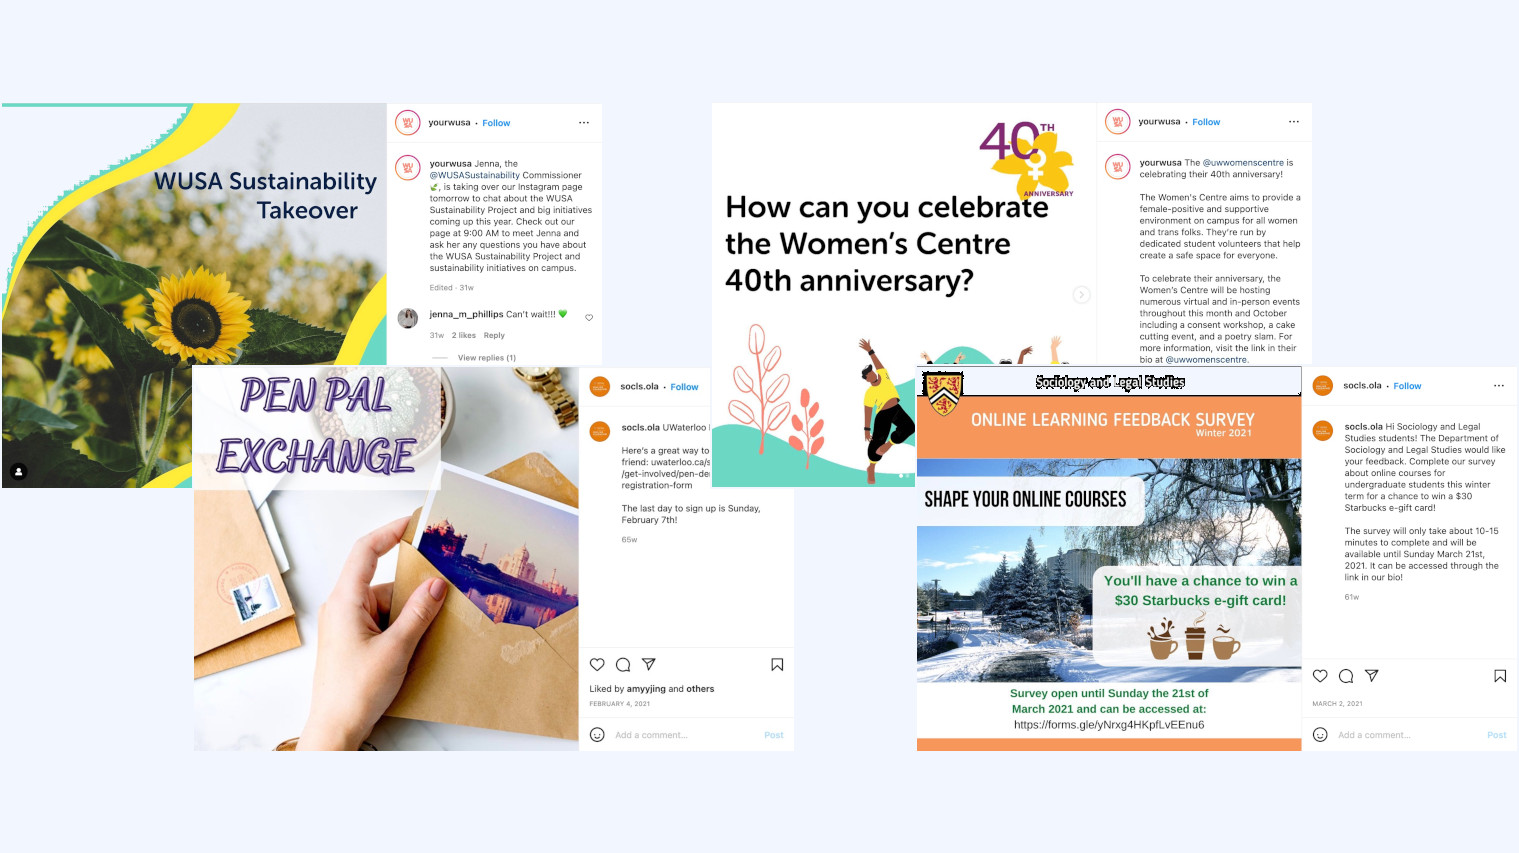 WUSA Sustainability
Takeover
WU
SA
yourwusa • Follow
WU
SA
yourwusa Jenna, the
@WUSASustainability Commissioner
🌿, is taking over our Instagram page
tomorrow to chat about the WUSA
Sustainability Project and big initiatives
coming up this year. Check out our
page at 9:00 AM to meet Jenna and
ask her any questions you have about
the WUSA Sustainability Project and
sustainability initiatives on campus.
Edited · 31w
jenna_m_phillips Can't wait!!! 💚
31w 2 likes Reply
View replies (1)
40TH
ANNIVERSARY
How can you celebrate
the Women's Centre
40th anniversary?
WU
SA
yourwusa • Follow
WU
SA
yourwusa The @uwwomenscentre is
celebrating their 40th anniversary!
The Women's Centre aims to provide a
female-positive and supportive
environment on campus for all women
and trans folks. They're run by
dedicated student volunteers that help
create a safe space for everyone.
To celebrate their anniversary, the
Women's Centre will be hosting
numerous virtual and in-person events
throughout this month and October
including a consent workshop, a cake
cutting event, and a poetry slam. For
more information, visit the link in their
bio at @uwwomenscentre.
PEN PAL
EXCHANGE
socls.ola • Follow
socls.ola UWaterloo
Here's a great way to
friend: uwaterloo.ca/s
/get-involved/pen-de
registration-form
The last day to sign up is Sunday,
February 7th!
65w
Liked by amyyjing and others
FEBRUARY 4, 2021
Add a comment... Post
Sociology and Legal Studies
ONLINE LEARNING FEEDBACK SURVEY
Winter 2021
SHAPE YOUR ONLINE COURSES
You'll have a chance to win a
$30 Starbucks e-gift card!
Survey open until Sunday the 21st of
March 2021 and can be accessed at:
https://forms.gle/yNrxg4HKpfLvEEnu6
socls.ola • Follow
socls.ola Hi Sociology and Legal
Studies students! The Department of
Sociology and Legal Studies would like
your feedback. Complete our survey
about online courses for
undergraduate students this winter
term for a chance to win a $30
Starbucks e-gift card!
The survey will only take about 10-15
minutes to complete and will be
available until Sunday March 21st,
2021. It can be accessed through the
link in our bio!
61w
MARCH 2, 2021
Add a comment... Post